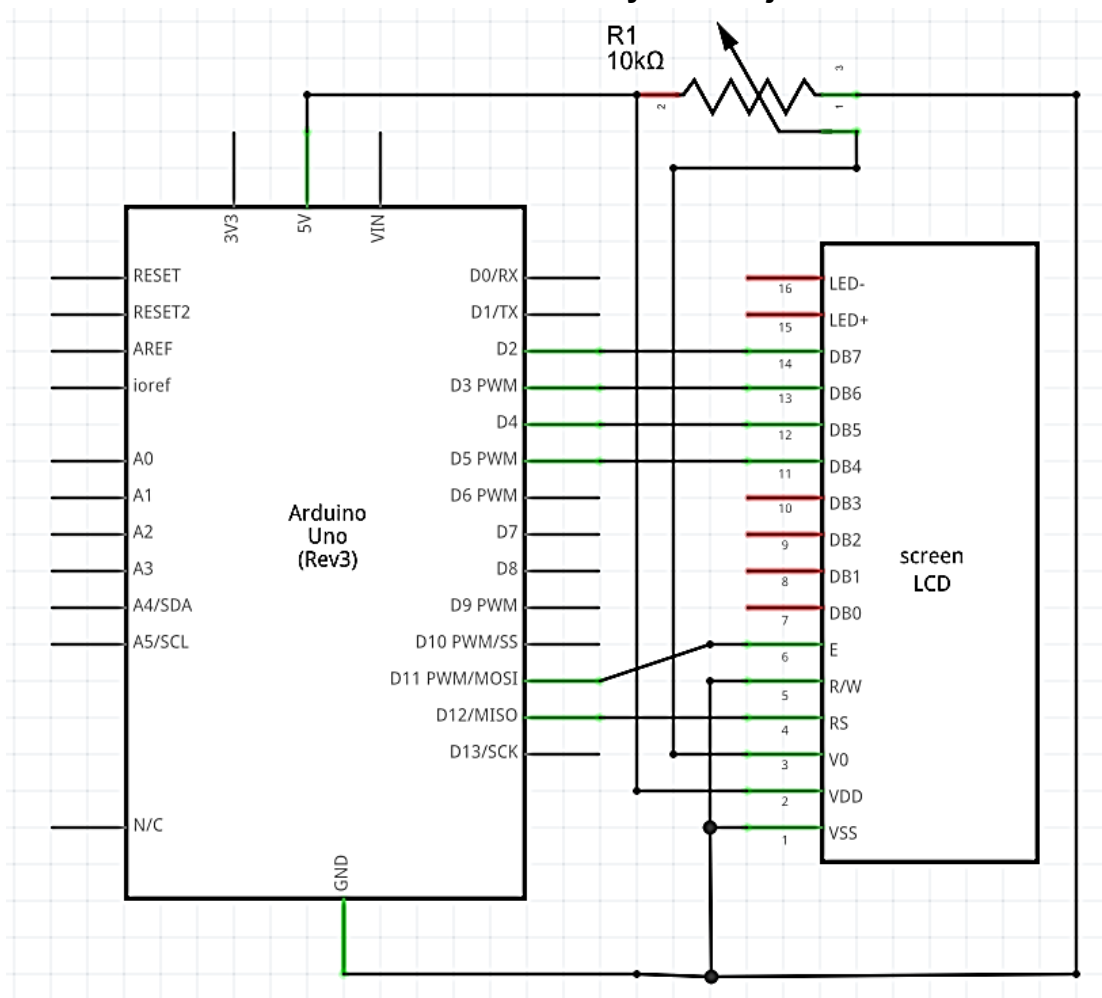 R1
10kΩ
3
2
1
3V3
5V
VIN
RESET
RESET2
AREF
ioref
A0
A1
A2
A3
A4/SDA
A5/SCL
N/C
Arduino
Uno
(Rev3)
GND
D0/RX
D1/TX
D2
D3 PWM
D4
D5 PWM
D6 PWM
D7
D8
D9 PWM
D10 PWM/SS
D11 PWM/MOSI
D12/MISO
D13/SCK
16 LED-
15 LED+
14 DB7
13 DB6
12 DB5
11 DB4
10 DB3
9 DB2
8 DB1
7 DB0
6 E
5 R/W
4 RS
3 V0
2 VDD
1 VSS
screen
LCD